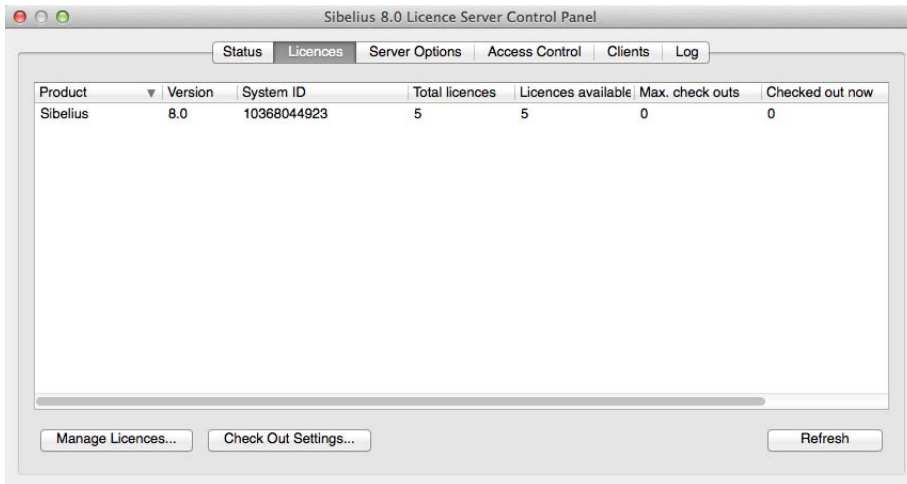 Sibelius 8.0 Licence Server Control Panel
Status Licences Server Options Access Control Clients Log
Product Version System ID Total licences Licences available Max. check outs Checked out now
Sibelius 8.0 10368044923 5 5 0 0
Manage Licences... Check Out Settings... Refresh